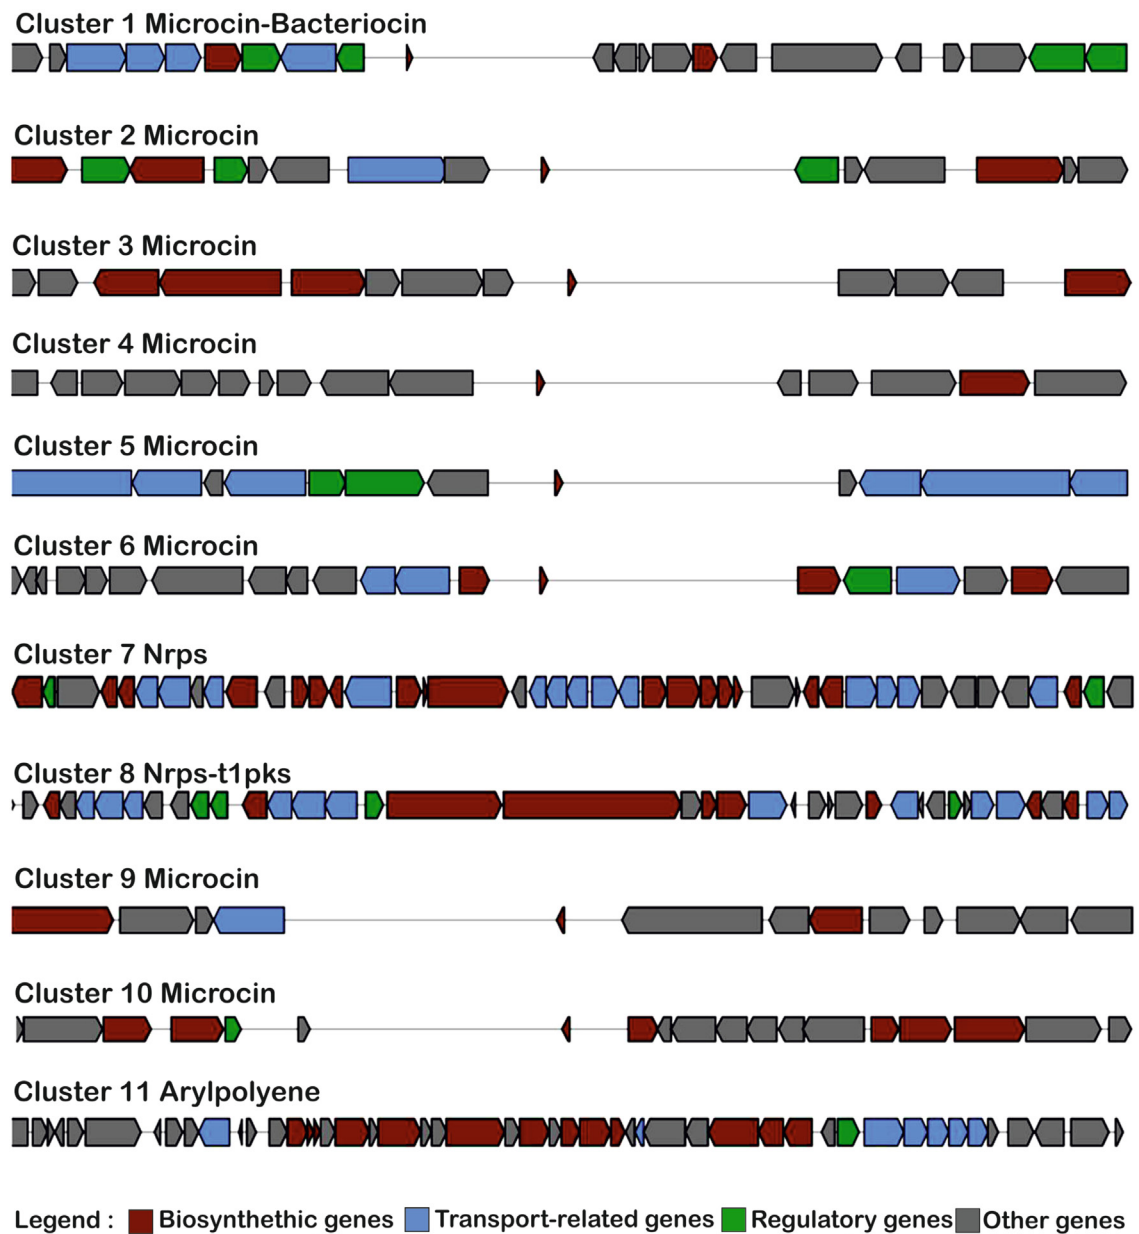 Cluster 1 Microcin-Bacteriocin
Cluster 2 Microcin
Cluster 3 Microcin
Cluster 4 Microcin
Cluster 5 Microcin
Cluster 6 Microcin
Cluster 7 Nrps
Cluster 8 Nrps-t1pks
Cluster 9 Microcin
Cluster 10 Microcin
Cluster 11 Arylpolyene
Legend : Biosynthethic genes Transport-related genes Regulatory genes Other genes